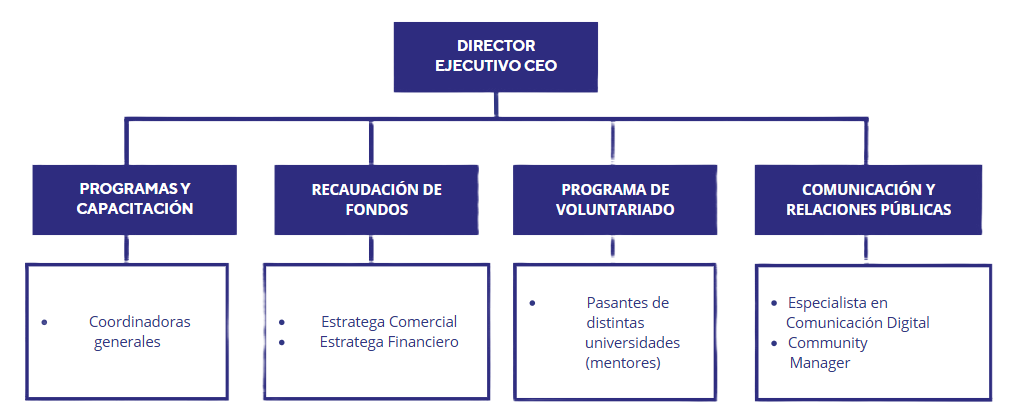 DIRECTOR
EJECUTIVO CEO
PROGRAMAS Y
CAPACITACIÓN
RECAUDACIÓN DE
FONDOS
PROGRAMA DE
VOLUNTARIADO
COMUNICACIÓN Y
RELACIONES PÚBLICAS
• Coordinadoras
generales
• Estratega Comercial
• Estratega Financiero
• Pasantes de
distintas
universidades
(mentores)
• Especialista en
Comunicación Digital
• Community
Manager